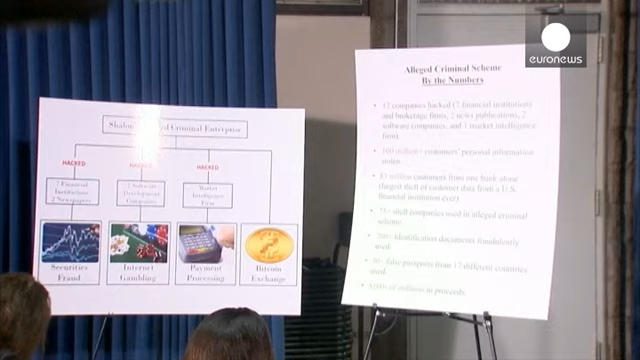 euronews
Criminal Enterprise
HACKED
HACKED
HACKED
7 Financial
Institutions
2 Newspapers
2 Software
Development
Companies
Market
Intelligence
Firm
Securities
Fraud
Internet
Gambling
Payment
Processing
Bitcoin
Exchange
Alleged Criminal Scheme
By the Numbers
• 12 companies hacked (7 financial institutions
and brokerage firms, 2 news publications, 2
software companies, and 1 market intelligence
firm).
• 100 million+ customers' personal information
stolen.
• 83 million customers from one bank alone
(largest theft of customer data from a U.S.
financial institution ever).
• 75+ shell companies used in alleged criminal
scheme.
• 200+ identification documents fraudulently
used.
• 30+ false passports from 17 different countries
used.
• $100s of millions in proceeds.